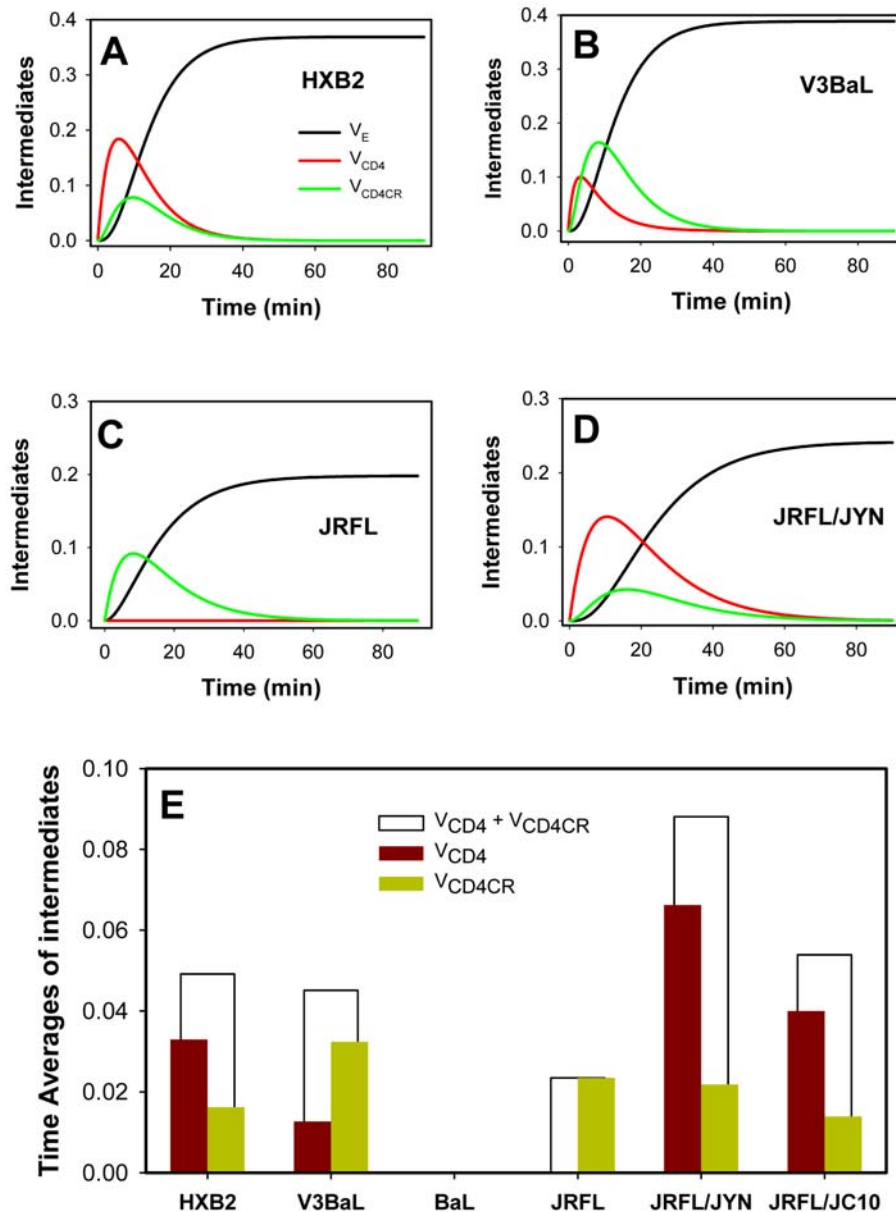 A
HXB2
V_E
V_CD4
V_CD4CR
Intermediates
0.4
0.3
0.2
0.1
0.0
0 20 40 60 80
Time (min)
B
V3BaL
Intermediates
0.4
0.3
0.2
0.1
0.0
0 20 40 60 80
Time (min)
C
JRFL
Intermediates
0.3
0.2
0.1
0.0
0 20 40 60 80
Time (min)
D
JRFL/JYN
Intermediates
0.3
0.2
0.1
0.0
0 20 40 60 80
Time (min)
E
V_CD4 + V_CD4CR
V_CD4
V_CD4CR
Time Averages of intermediates
0.10
0.08
0.06
0.04
0.02
0.00
HXB2 V3BaL BaL JRFL JRFL/JYN JRFL/JC10